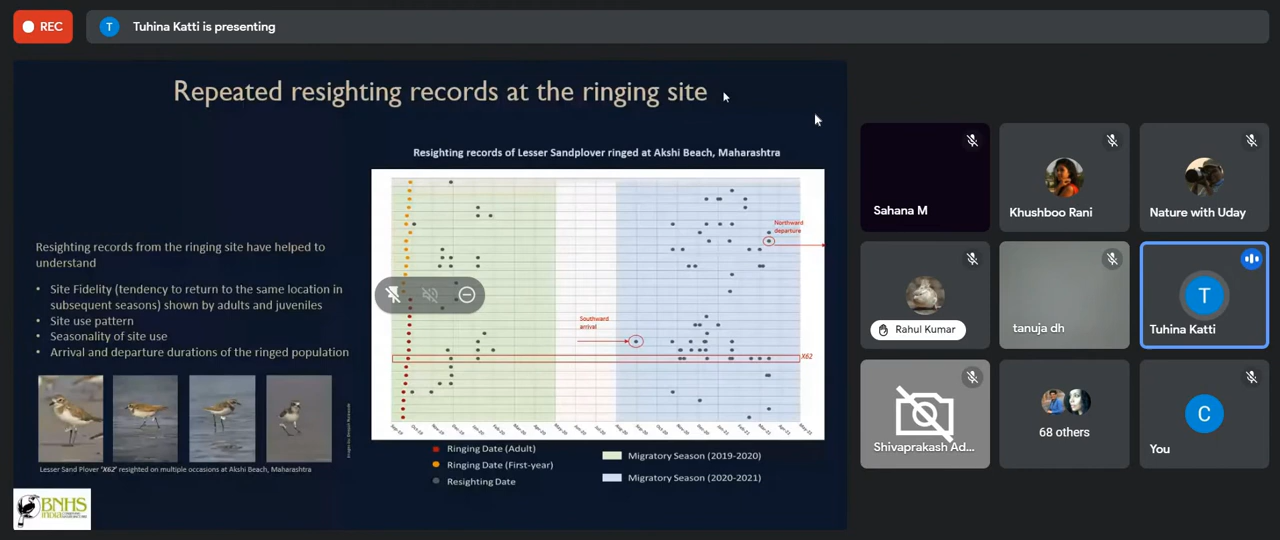 REC
T
Tuhina Katti is presenting
Repeated resighting records at the ringing site
Resighting records of Lesser Sandplover ringed at Akshi Beach, Maharashtra
Resighting records from the ringing site have helped to
understand
• Site Fidelity (tendency to return to the same location in
subsequent seasons) shown by adults and juveniles
• Site use pattern
• Seasonality of site use
• Arrival and departure durations of the ringed population
Northward
departure
Southward
arrival
X62
Ringing Date (Adult)
Ringing Date (First-year)
Resighting Date
Migratory Season (2019-2020)
Migratory Season (2020-2021)
Lesser Sand Plover 'X62' resighted on multiple occasions at Akshi Beach, Maharashtra
BNHS
INDIA
Sahana M
Khushboo Rani
Nature with Uday
Rahul Kumar
tanuja dh
T
Tuhina Katti
Shivaprakash Ad...
68 others
C
You